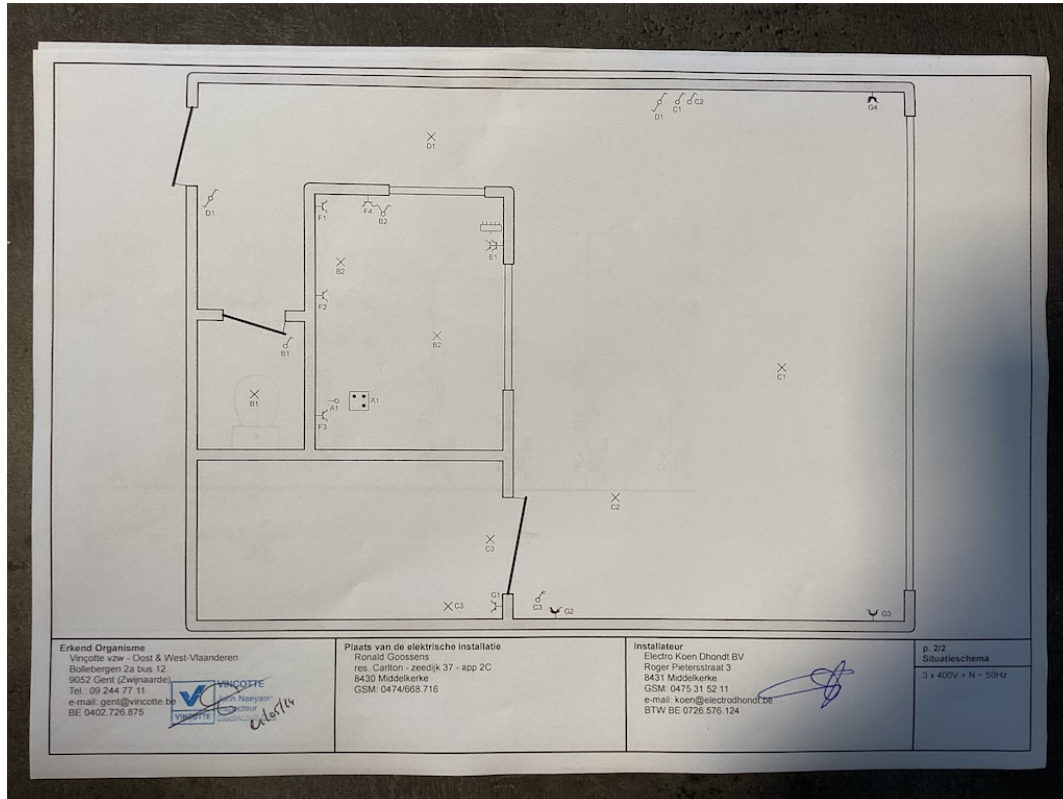 D1
C1
C2
G4
D1
D1
F1
F4
B2
E1
B2
F2
B2
B1
C1
B1
A1
A1
F3
C2
C3
C3
G1
C3
G2
G3
Erkend Organisme
Vinçotte vzw - Oost & West-Vlaanderen
Bollebergen 2a bus 12
9052 Gent (Zwijnaarde)
Tel.: 09 244 77 11
e-mail: gent@vincotte.be
BE 0402.726.875
VINÇOTTE
VINÇOTTE
Inspecteur
Plaats van de elektrische installatie
Ronald Goossens
res. Carlton - zeedijk 37 - app 2C
8430 Middelkerke
GSM: 0474/668.716
Installateur
Electro Koen Dhondt BV
Roger Pietersstraat 3
8431 Middelkerke
GSM: 0475 31 52 11
e-mail: koen@electrodhondt.be
BTW BE 0726.576.124
p. 2/2
Situatieschema
3 x 400V + N ~ 50Hz